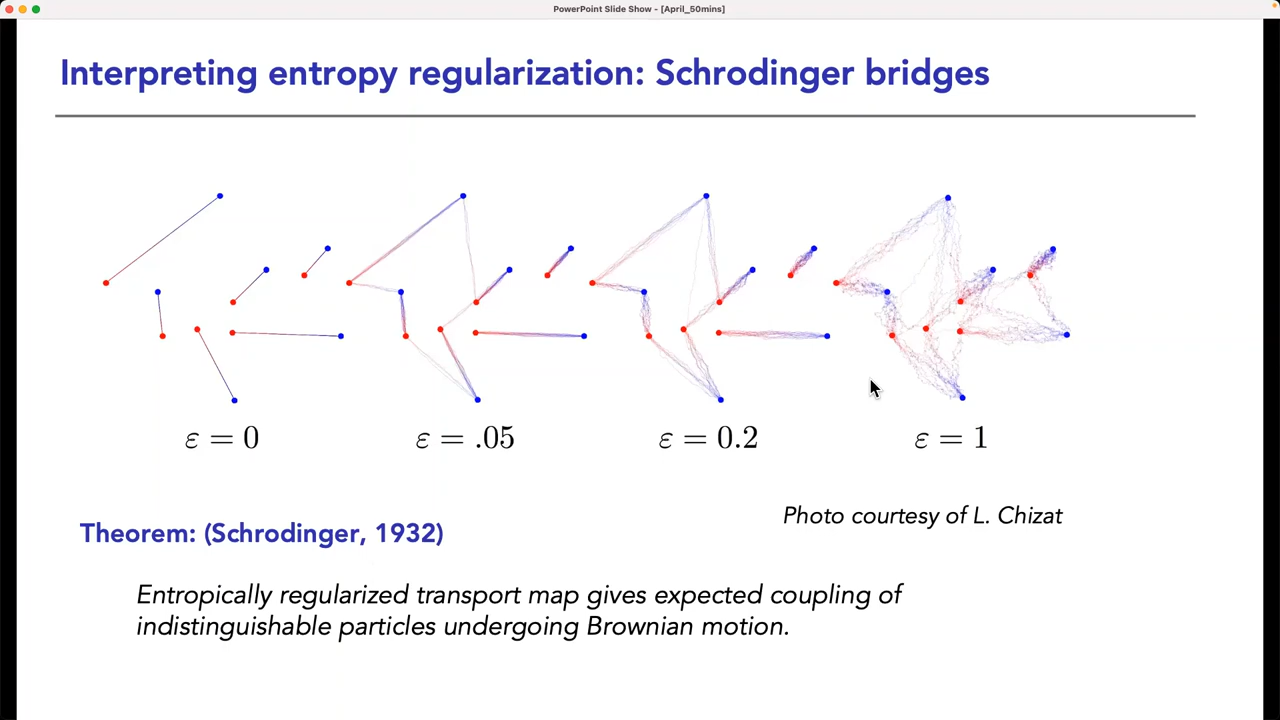 PowerPoint Slide Show - [April_50mins]
Interpreting entropy regularization: Schrodinger bridges
ε = 0
ε = .05
ε = 0.2
ε = 1
Photo courtesy of L. Chizat
Theorem: (Schrodinger, 1932)
Entropically regularized transport map gives expected coupling of
indistinguishable particles undergoing Brownian motion.